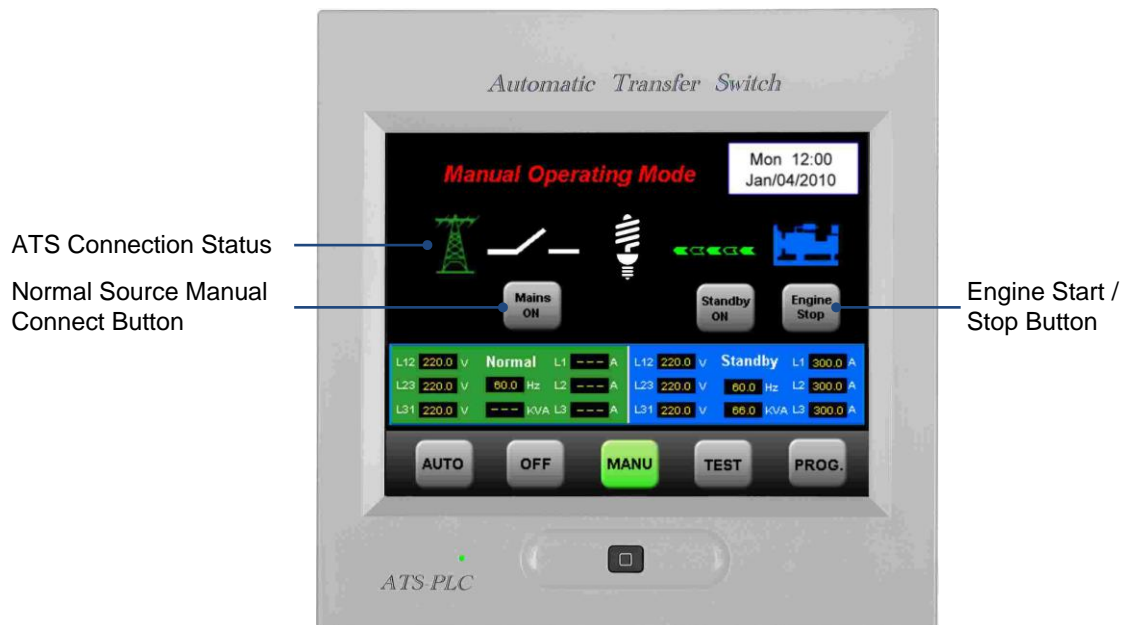 Automatic Transfer Switch
Manual Operating Mode
Mon 12:00
Jan/04/2010
ATS Connection Status
Normal Source Manual
Connect Button
Mains
ON
Standby
ON
Engine
Stop
Engine Start /
Stop Button
L12 220.0 V Normal L1 --- A
L23 220.0 V 60.0 Hz L2 --- A
L31 220.0 V --- KVA L3 --- A
L12 220.0 V Standby L1 300.0 A
L23 220.0 V 60.0 Hz L2 300.0 A
L31 220.0 V 66.0 KVA L3 300.0 A
AUTO OFF MANU TEST PROG.
ATS-PLC